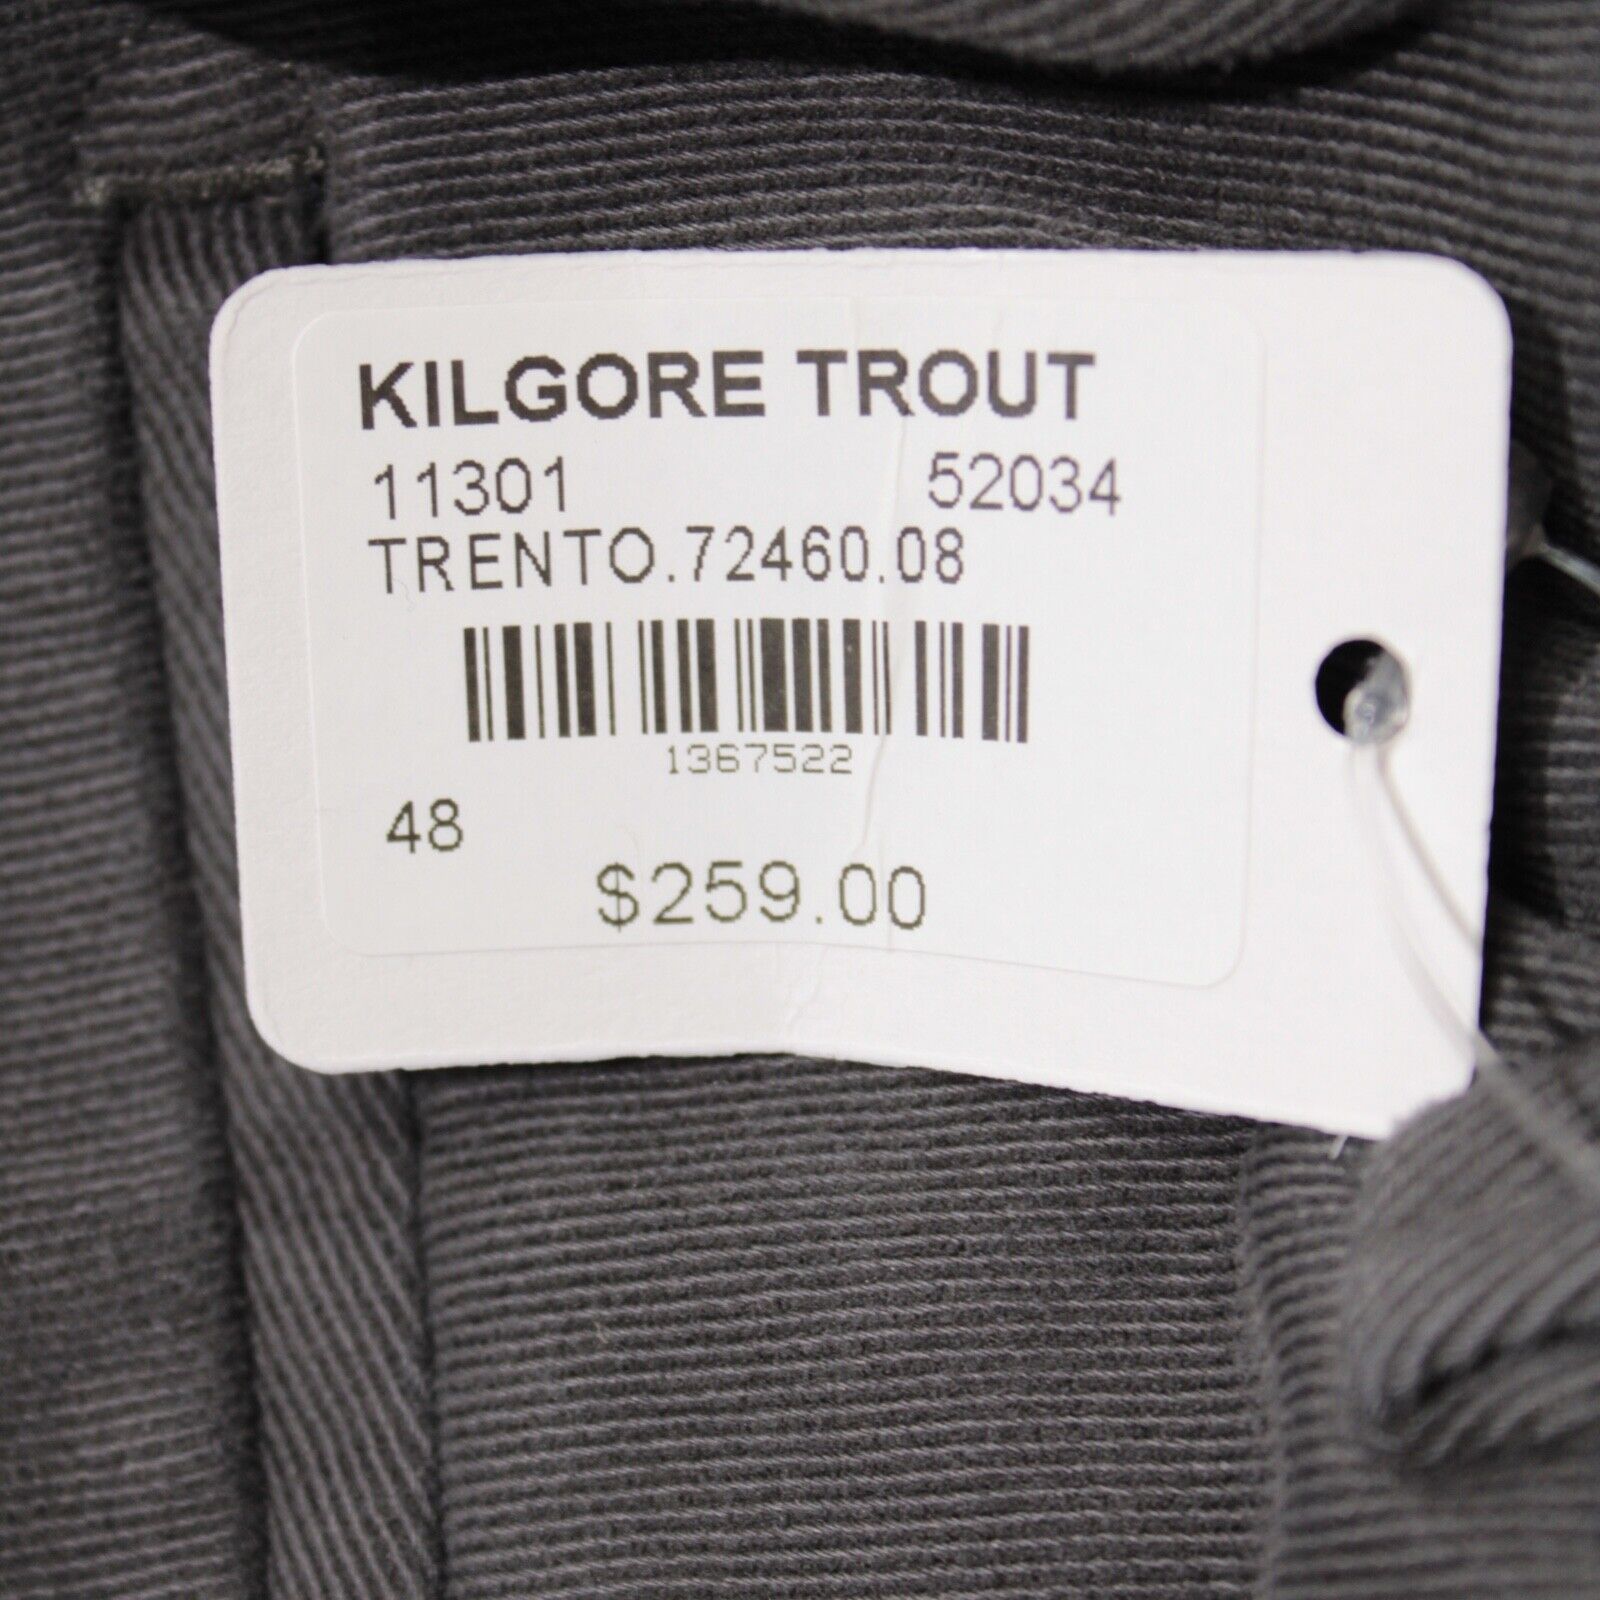 KILGORE TROUT
11301 52034
TRENTO.72460.08
1367522
48
$259.00